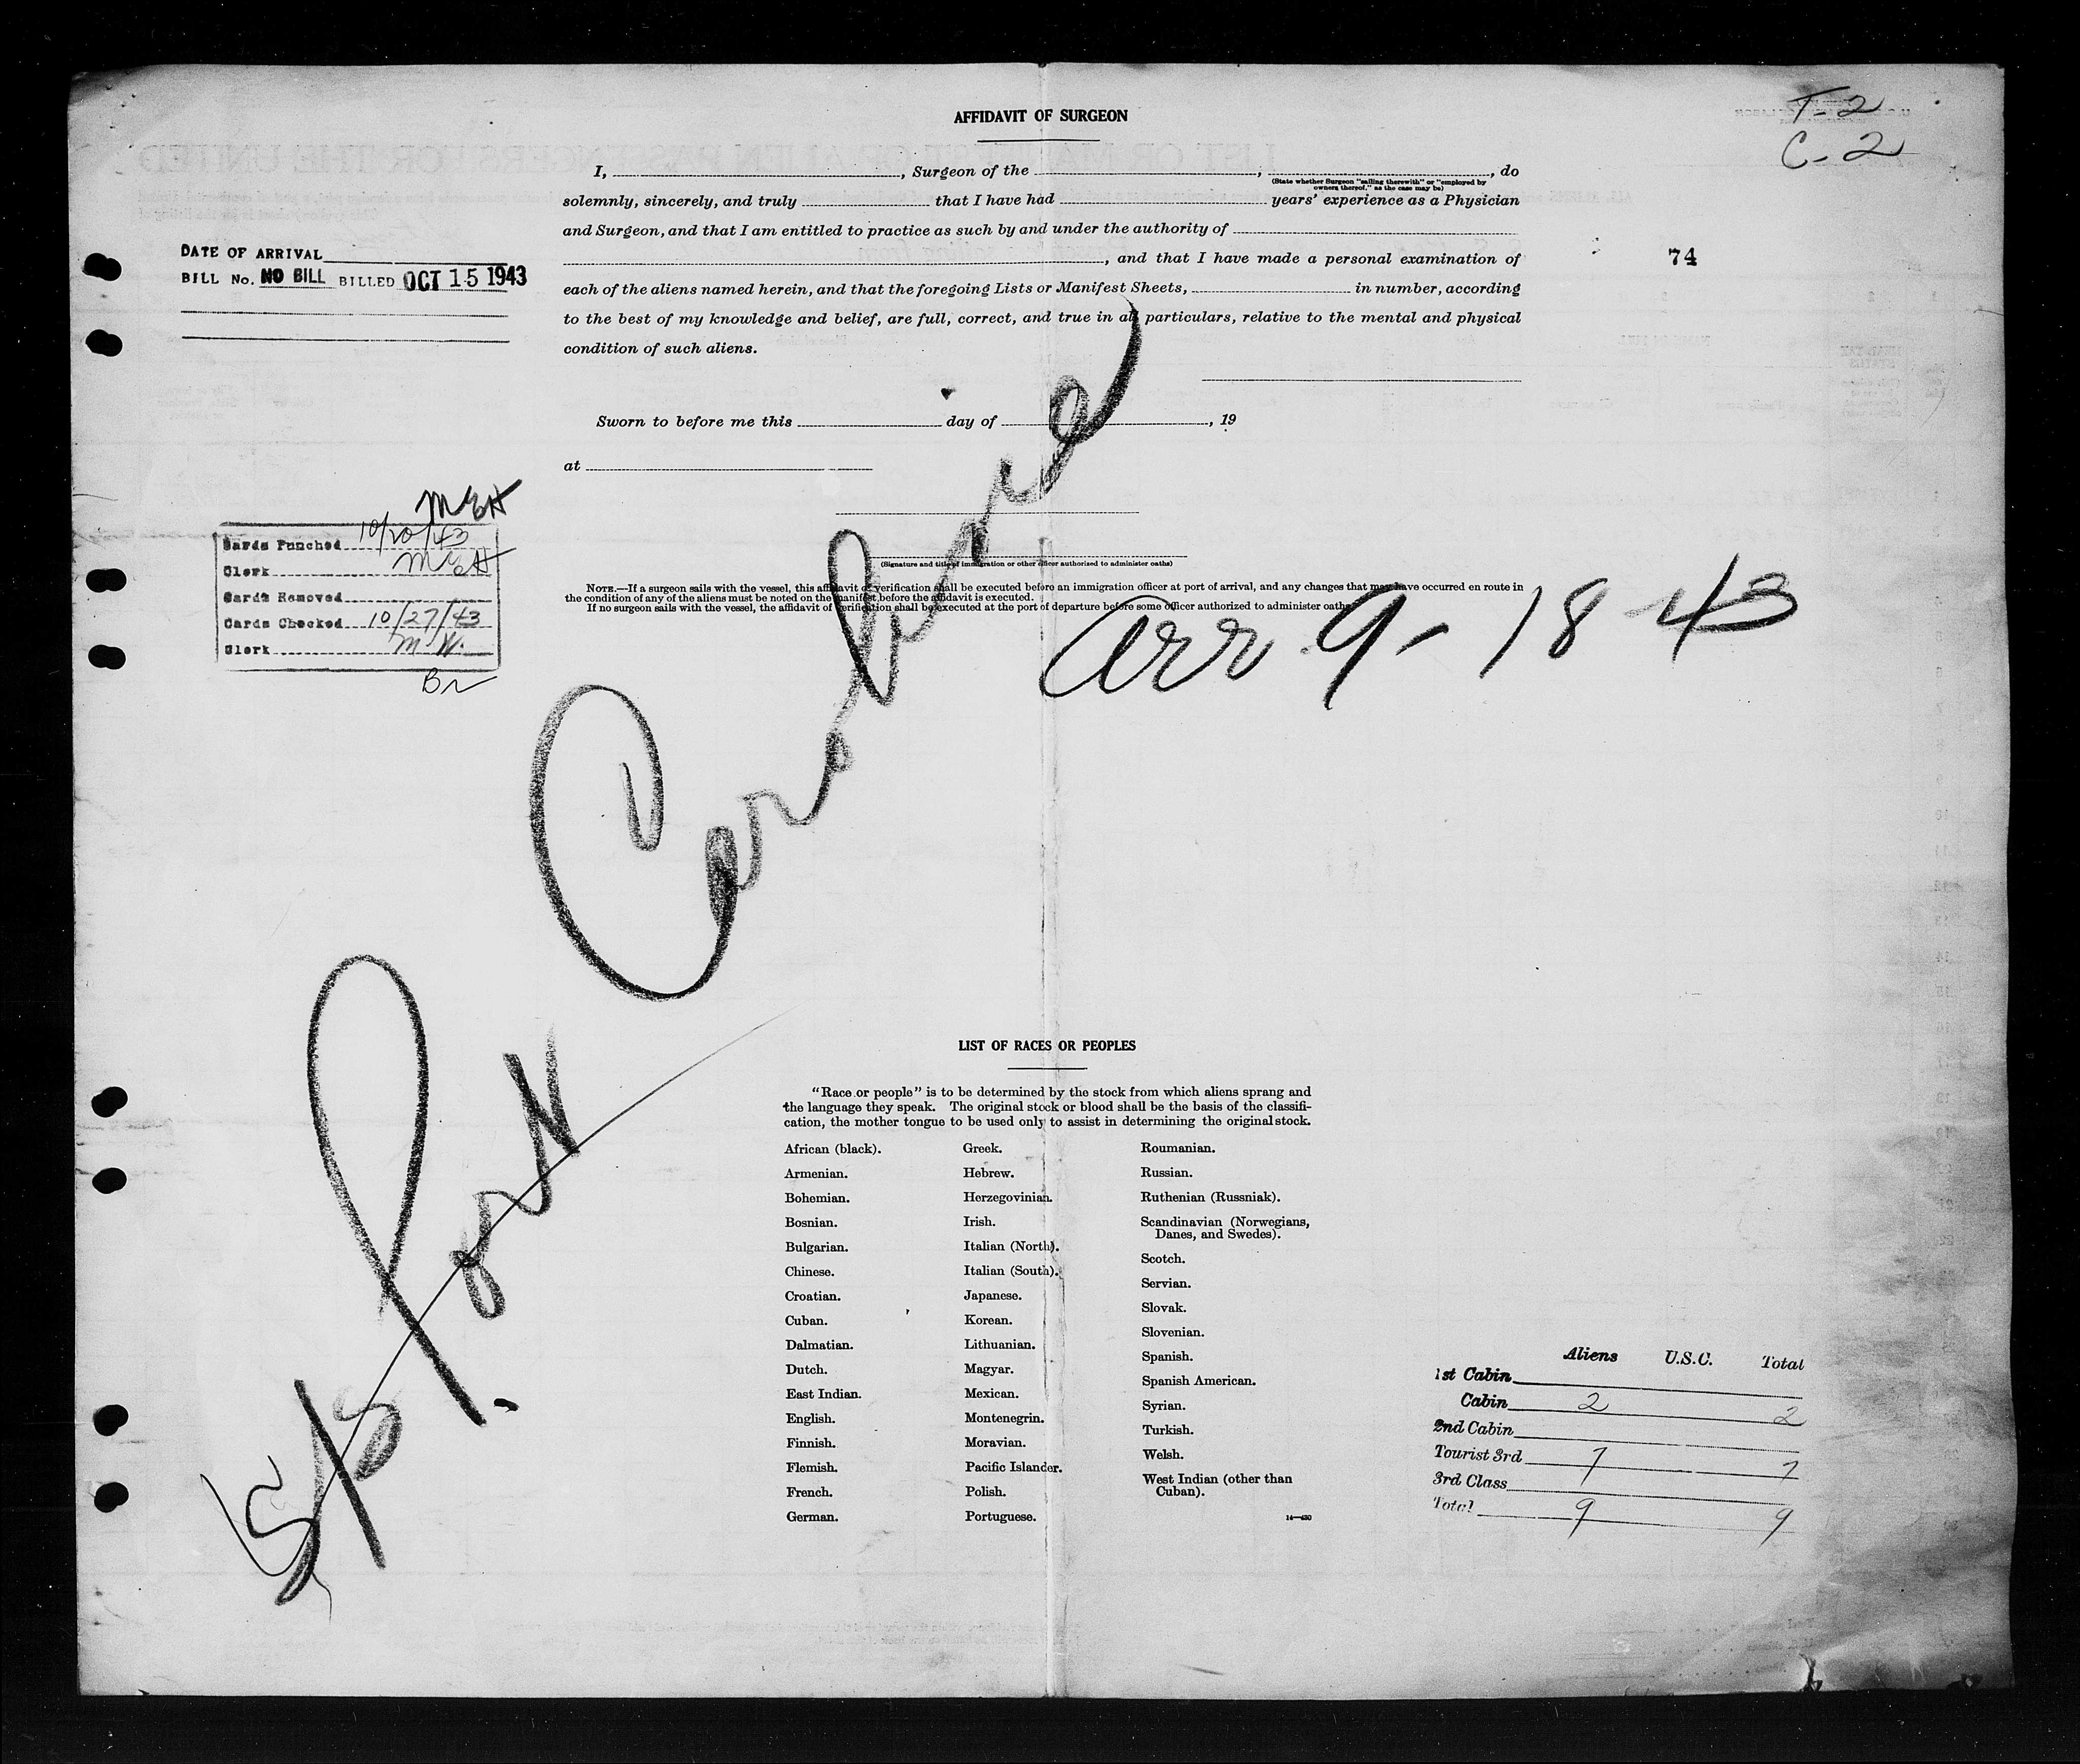 T-2
C-2
AFFIDAVIT OF SURGEON
I, , Surgeon of the , , do
(State whether Surgeon "sailing therewith" or "employed by
owners thereof," as the case may be)
solemnly, sincerely, and truly that I have had years' experience as a Physician
and Surgeon, and that I am entitled to practice as such by and under the authority of
, and that I have made a personal examination of
each of the aliens named herein, and that the foregoing Lists or Manifest Sheets, in number, according
to the best of my knowledge and belief, are full, correct, and true in all particulars, relative to the mental and physical
condition of such aliens.
74
DATE OF ARRIVAL
BILL No. NO BILL BILLED OCT 15 1943
Sworn to before me this day of , 19
at
(Signature and title of immigration or other officer authorized to administer oaths)
NOTE.—If a surgeon sails with the vessel, this affidavit of verification shall be executed before an immigration officer at port of arrival, and any changes that may have occurred en route in
the condition of any of the aliens must be noted on the manifest before the affidavit is executed.
If no surgeon sails with the vessel, the affidavit of verification shall be executed at the port of departure before some officer authorized to administer oaths.
Cards Punched 10/20/43
Clerk
Cards Removed
Cards Checked 10/27/43
Clerk M.W.
Arr 9-18-43
S/S
LIST OF RACES OR PEOPLES
"Race or people" is to be determined by the stock from which aliens sprang and
the language they speak. The original stock or blood shall be the basis of the classifi-
cation, the mother tongue to be used only to assist in determining the original stock.
African (black).
Armenian.
Bohemian.
Bosnian.
Bulgarian.
Chinese.
Croatian.
Cuban.
Dalmatian.
Dutch.
East Indian.
English.
Finnish.
Flemish.
French.
German.
Greek.
Hebrew.
Herzegovinian.
Irish.
Italian (North).
Italian (South).
Japanese.
Korean.
Lithuanian.
Magyar.
Mexican.
Montenegrin.
Moravian.
Pacific Islander.
Polish.
Portuguese.
Roumanian.
Russian.
Ruthenian (Russniak).
Scandinavian (Norwegians,
Danes, and Swedes).
Scotch.
Servian.
Slovak.
Slovenian.
Spanish.
Spanish American.
Syrian.
Turkish.
Welsh.
West Indian (other than
Cuban).
Aliens U.S.C. Total
1st Cabin
Cabin 2 2
2nd Cabin
Tourist 3rd 7 7
3rd Class
Total 9 9